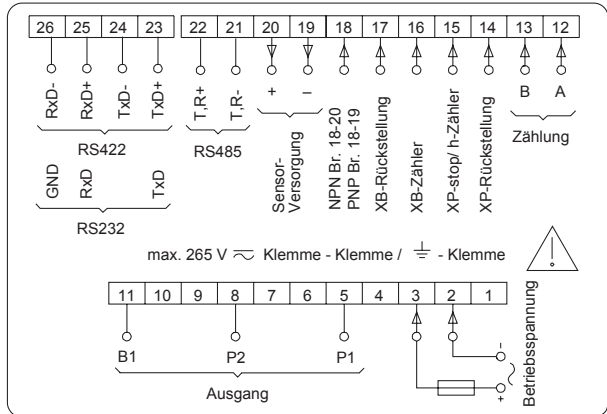 26 25 24 23 22 21 20 19 18 17 16 15 14 13 12
RxD- RxD+ TxD- TxD+ T,R+ T,R- + – NPN Br. 18-20 PNP Br. 18-19 XB-Rückstellung XB-Zähler XP-stop/ h-Zähler XP-Rückstellung B A
RS422 RS485 Sensor-Versorgung Zählung
GND RxD TxD
RS232
max. 265 V Klemme - Klemme / - Klemme
11 10 9 8 7 6 5 4 3 2 1
B1 P2 P1
Ausgang
- +
Betriebsspannung